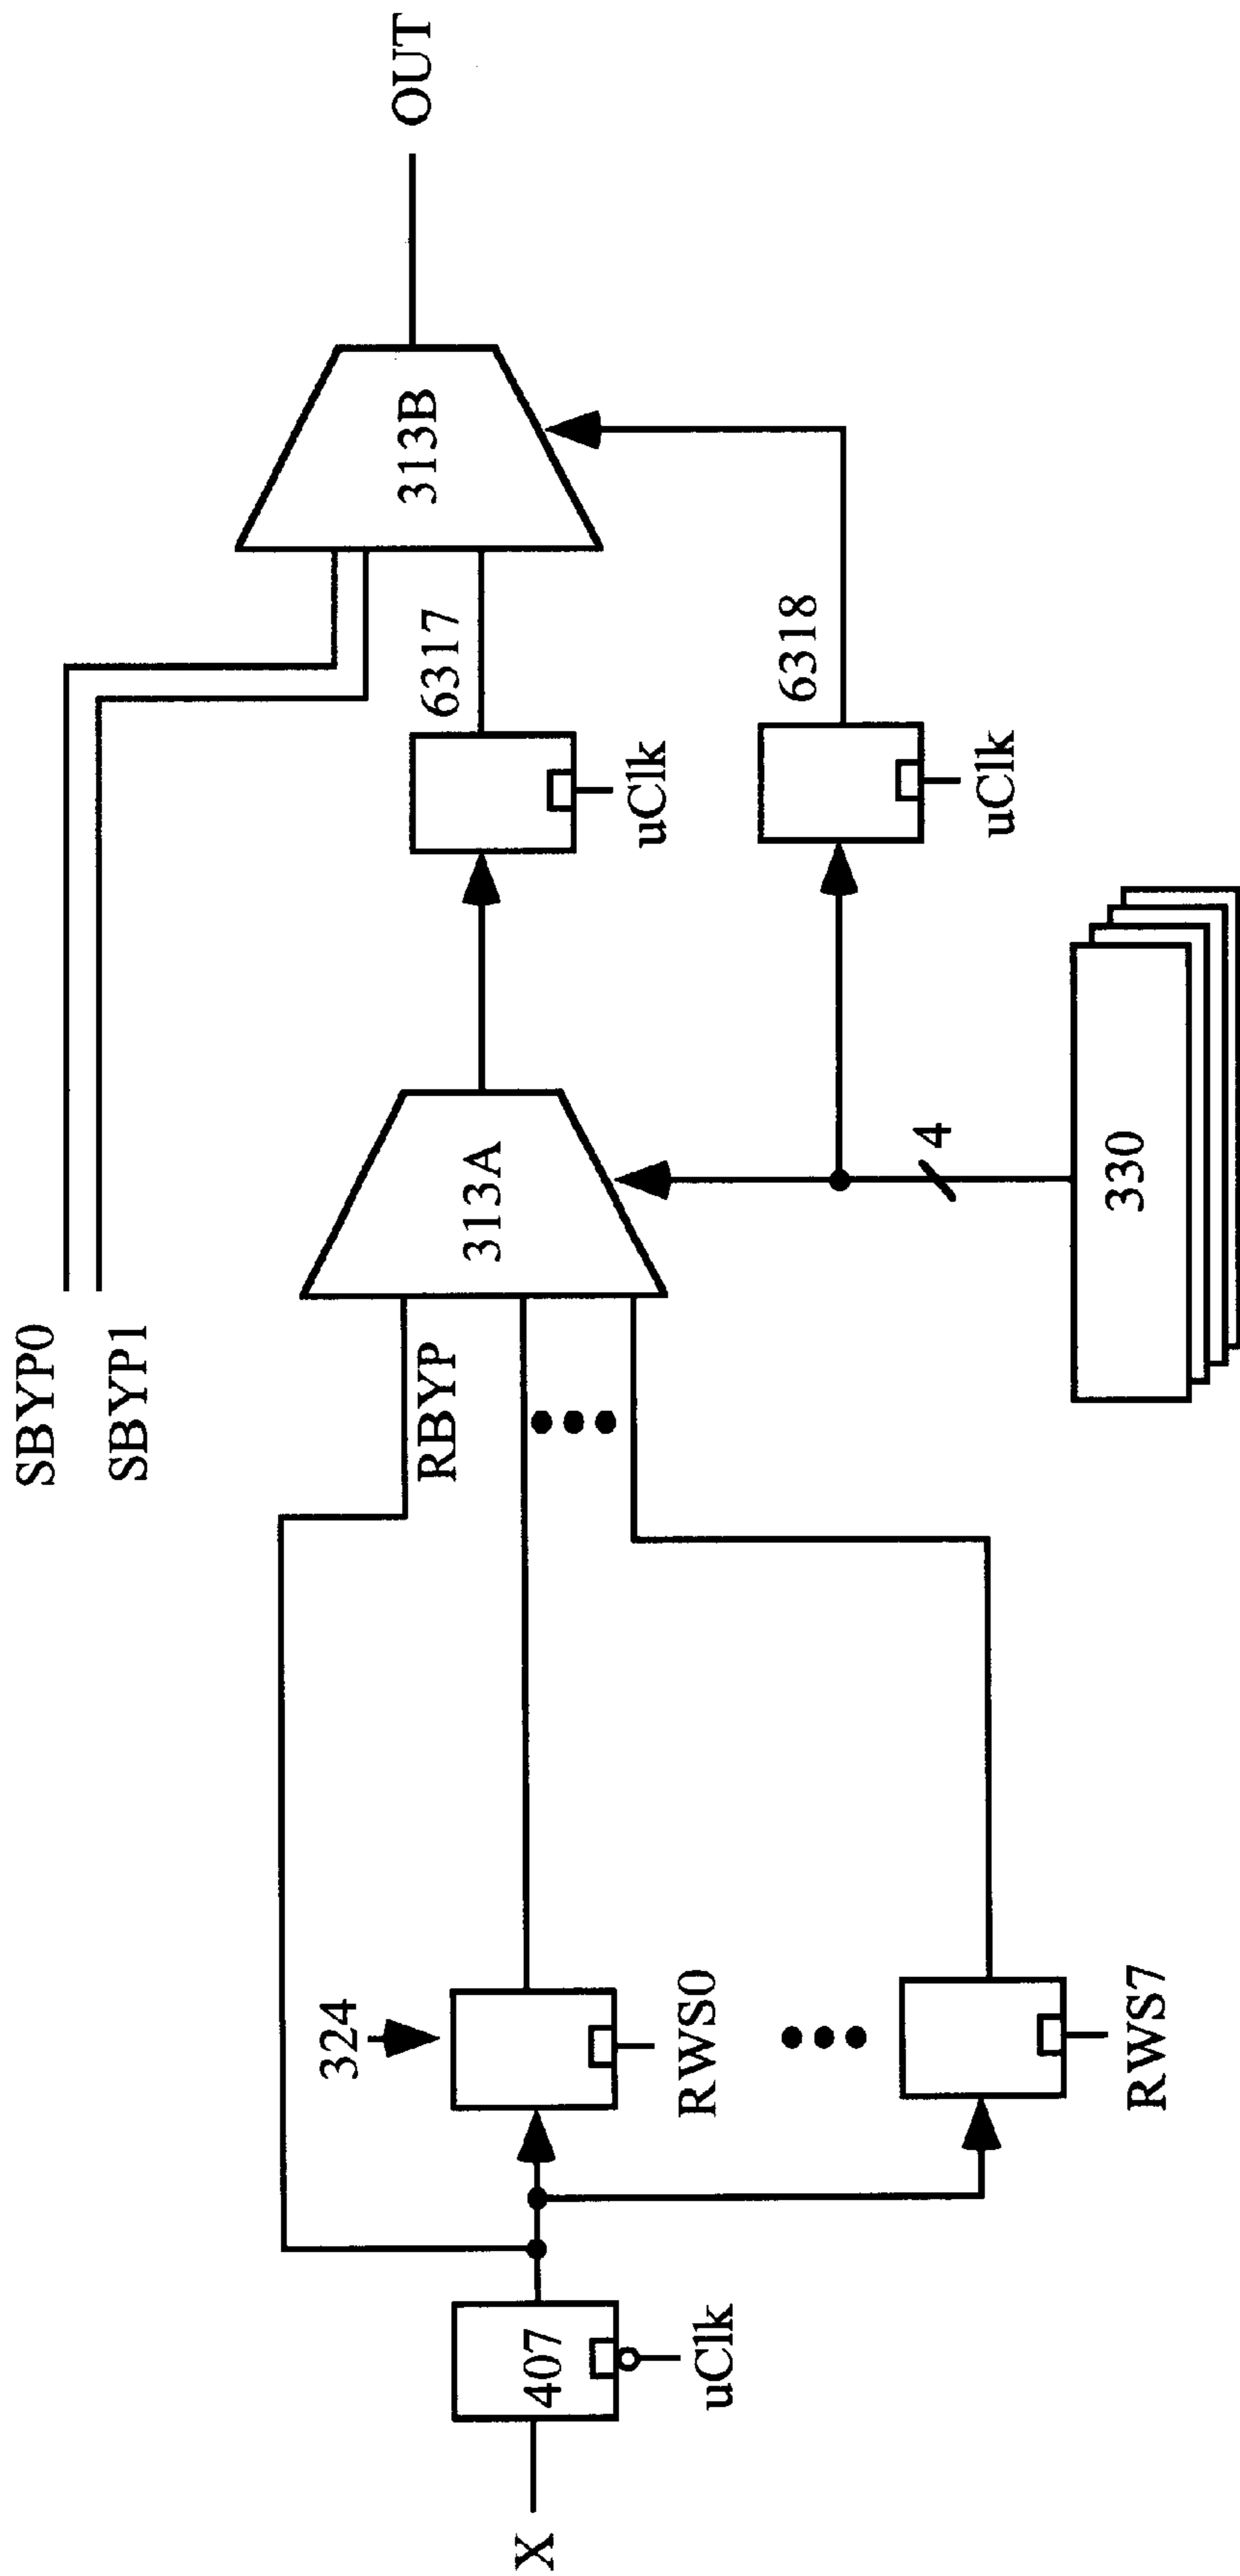 SBYP0
SBYP1
OUT
313B
6317
uClk
6318
uClk
313A
RBYP
4
330
324
RWS0
RWS7
407
uClk
X